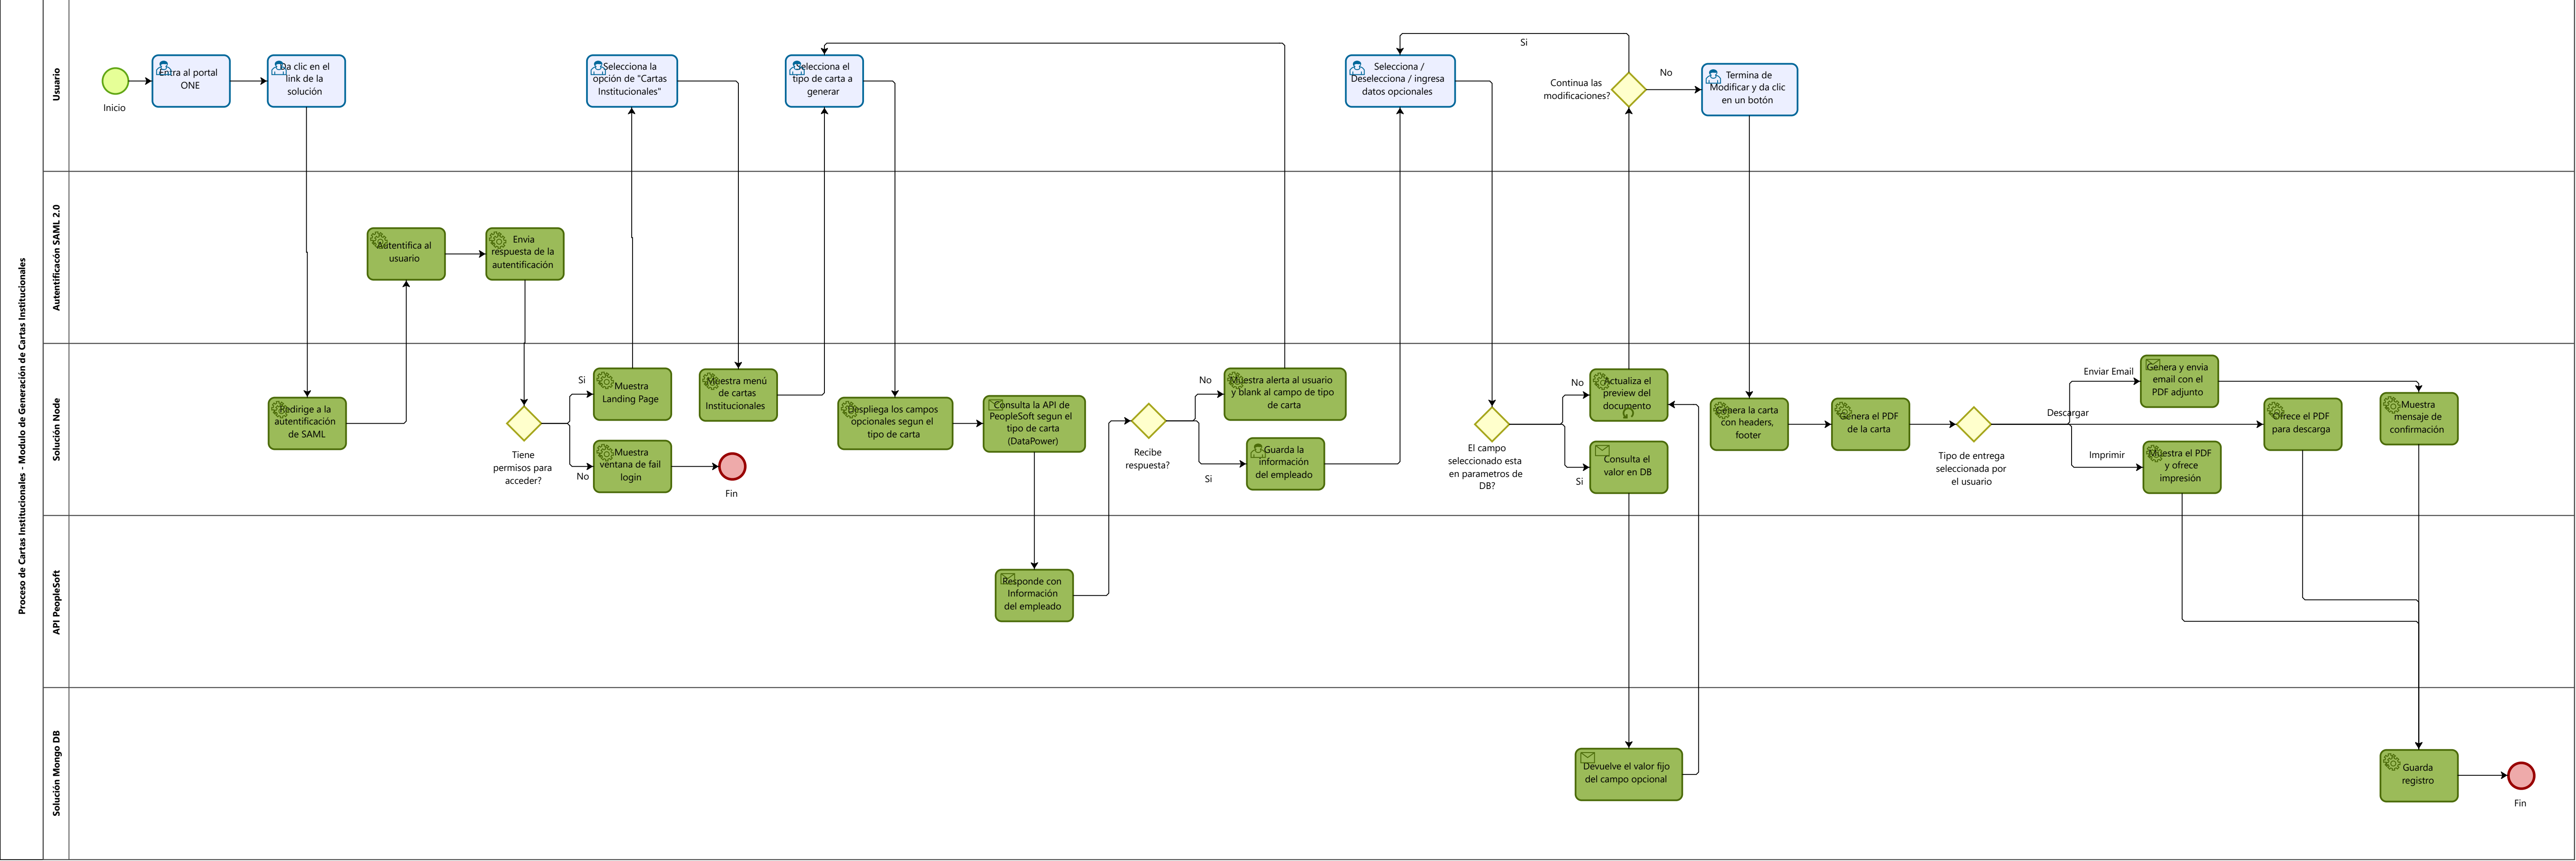 Proceso de Cartas Institucionales - Modulo de Generación de Cartas Institucionales
Usuario
Inicio
Entra al portal
ONE
Da clic en el
link de la
solución
Selecciona la
opción de "Cartas
Institucionales"
Selecciona el
tipo de carta a
generar
Selecciona /
Deselecciona / ingresa
datos opcionales
Si
Continua las
modificaciones?
No
Termina de
Modificar y da clic
en un botón
Autentificacón SAML 2.0
Autentifica al
usuario
Envia
respuesta de la
autentificación
Solución Node
Redirige a la
autentificación
de SAML
Tiene
permisos para
acceder?
Si
No
Muestra
Landing Page
Muestra
ventana de fail
login
Fin
Muestra menú
de cartas
Institucionales
Despliega los campos
opcionales segun el
tipo de carta
Consulta la API de
PeopleSoft segun el
tipo de carta
(DataPower)
Recibe
respuesta?
No
Si
Muestra alerta al usuario
y blank al campo de tipo
de carta
Guarda la
información
del empleado
El campo
seleccionado esta
en parametros de
DB?
No
Si
Actualiza el
preview del
documento
Consulta el
valor en DB
Genera la carta
con headers,
footer
Genera el PDF
de la carta
Tipo de entrega
seleccionada por
el usuario
Enviar Email
Descargar
Imprimir
Genera y envia
email con el
PDF adjunto
Muestra el PDF
y ofrece
impresión
Ofrece el PDF
para descarga
Muestra
mensaje de
confirmación
API PeopleSoft
Responde con
Información
del empleado
Solución Mongo DB
Devuelve el valor fijo
del campo opcional
Guarda
registro
Fin